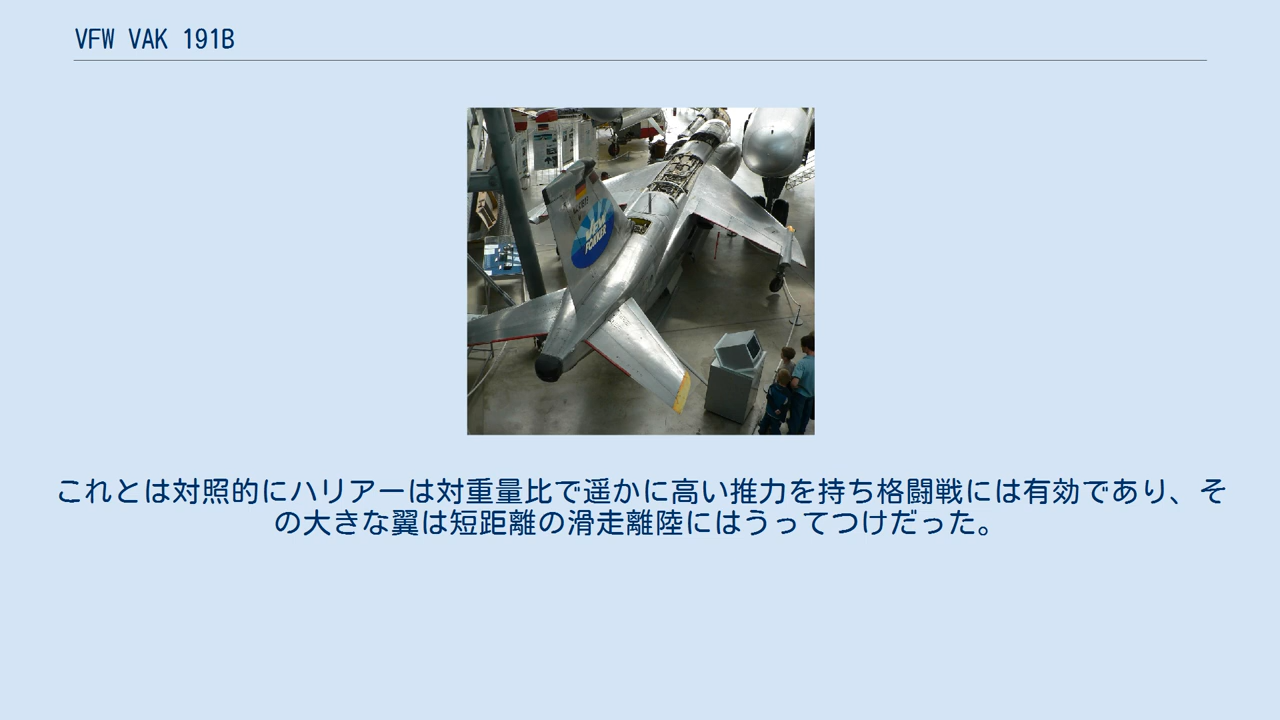 VFW VAK 191B
VFW
FOKKER
これとは対照的にハリアーは対重量比で遥かに高い推力を持ち格闘戦には有効であり、そ
の大きな翼は短距離の滑走離陸にはうってつけだった。